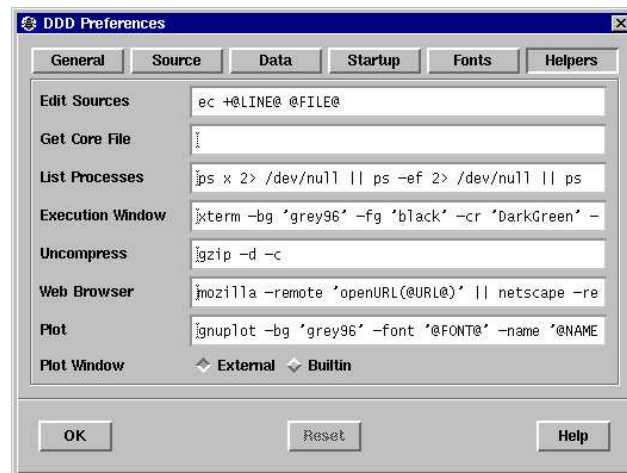 DDD Preferences
General Source Data Startup Fonts Helpers
Edit Sources ec +@LINE@ @FILE@
Get Core File
List Processes ps x 2> /dev/null || ps -ef 2> /dev/null || ps
Execution Window xterm -bg 'grey96' -fg 'black' -cr 'DarkGreen' -
Uncompress gzip -d -c
Web Browser mozilla -remote 'openURL(@URL@)' || netscape -re
Plot gnuplot -bg 'grey96' -font '@FONT@' -name '@NAME
Plot Window External Builtin
OK Reset Help